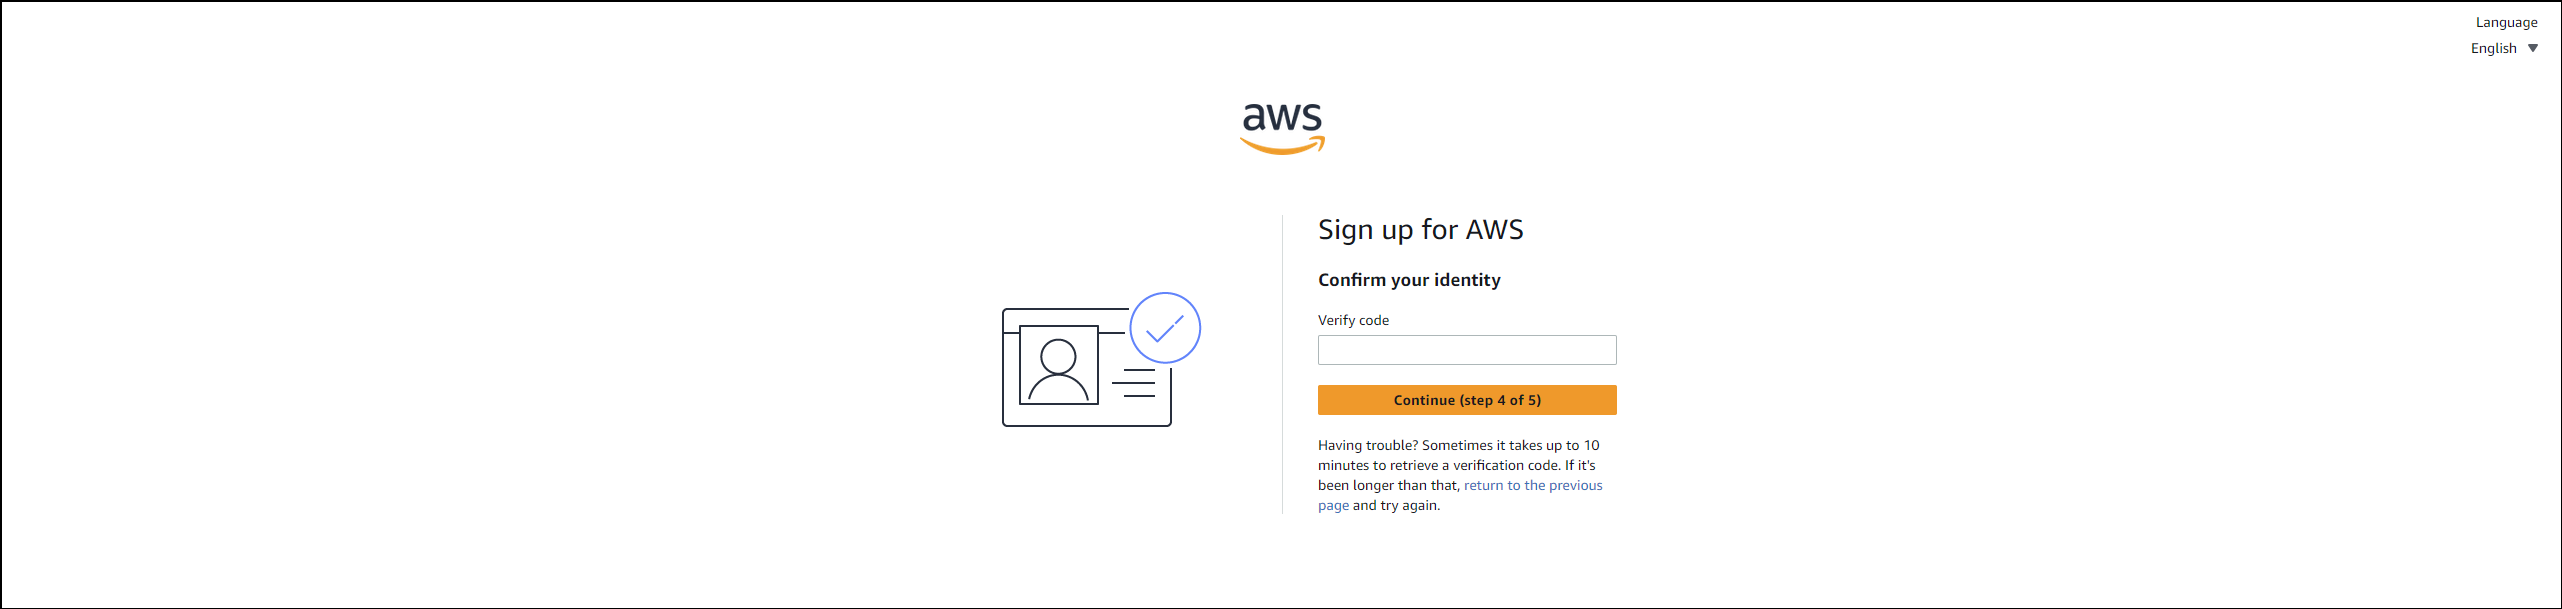 Language
English
aws
Sign up for AWS
Confirm your identity
Verify code
Continue (step 4 of 5)
Having trouble? Sometimes it takes up to 10
minutes to retrieve a verification code. If it's
been longer than that, return to the previous
page and try again.